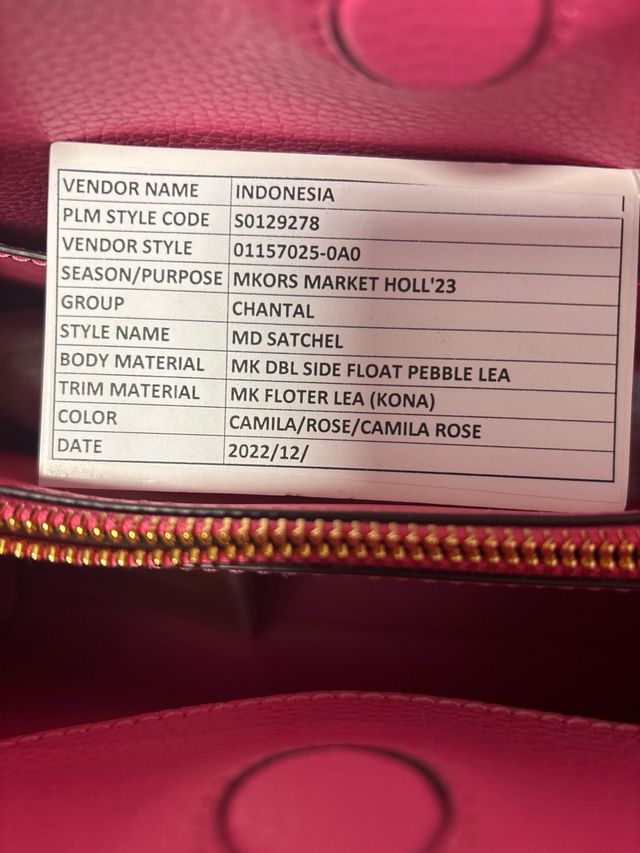 VENDOR NAME INDONESIA
PLM STYLE CODE S0129278
VENDOR STYLE 01157025-0A0
SEASON/PURPOSE MKORS MARKET HOLL'23
GROUP CHANTAL
STYLE NAME MD SATCHEL
BODY MATERIAL MK DBL SIDE FLOAT PEBBLE LEA
TRIM MATERIAL MK FLOTER LEA (KONA)
COLOR CAMILA/ROSE/CAMILA ROSE
DATE 2022/12/